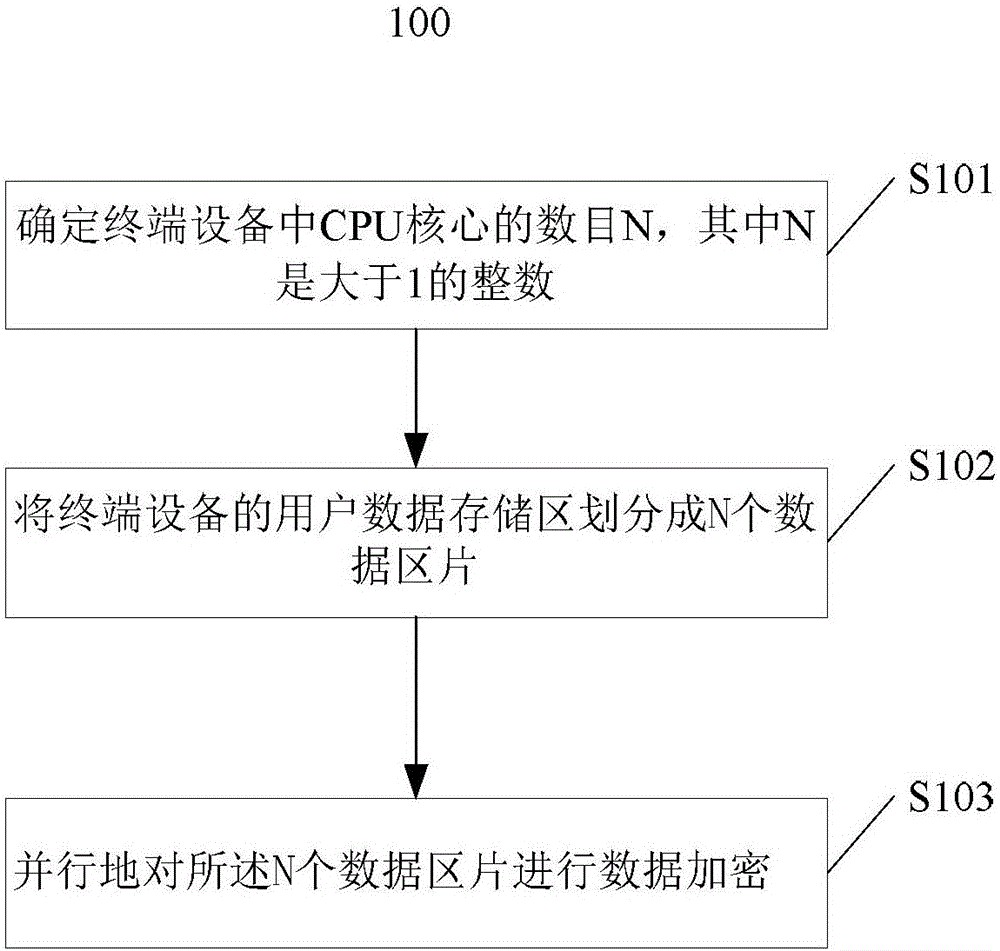 100
S101
确定终端设备中CPU核心的数目N，其中N
是大于1的整数
S102
将终端设备的用户数据存储区划分成N个数
据区片
S103
并行地对所述N个数据区片进行数据加密